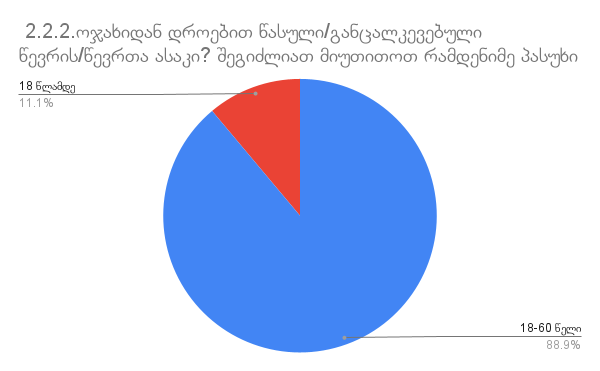 2.2.2.ოჯახიდან დროებით წასული/განცალკევებული
წევრის/წევრთა ასაკი? შეგიძლიათ მიუთითოთ რამდენიმე პასუხი
18 წლამდე
11.1%
18-60 წელი
88.9%